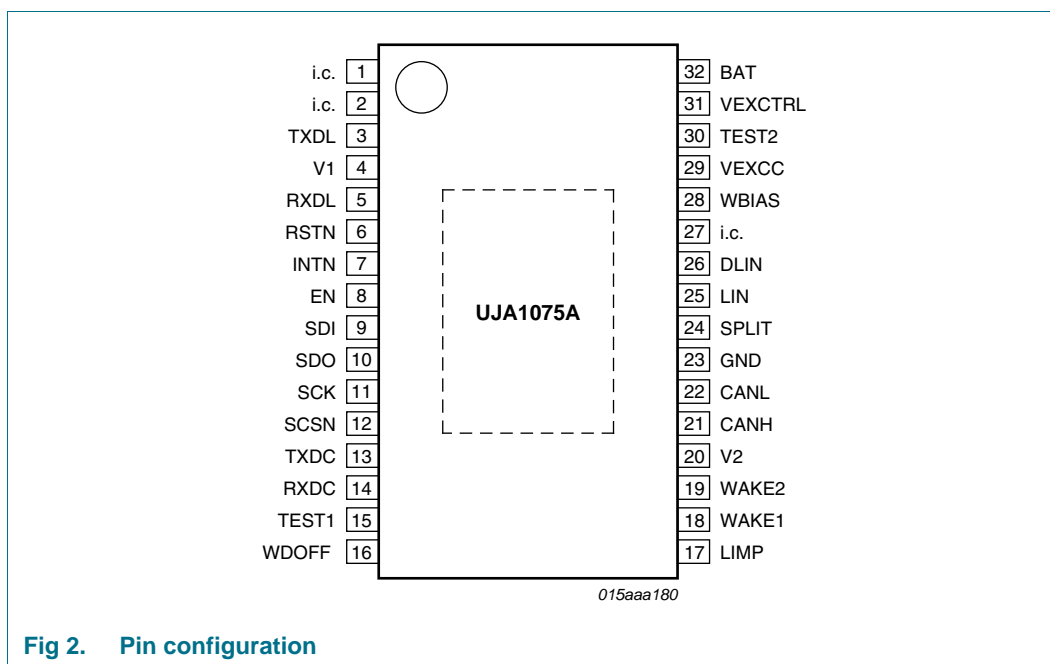 i.c. 1
i.c. 2
TXDL 3
V1 4
RXDL 5
RSTN 6
INTN 7
EN 8
SDI 9
SDO 10
SCK 11
SCSN 12
TXDC 13
RXDC 14
TEST1 15
WDOFF 16
UJA1075A
32 BAT
31 VEXCTRL
30 TEST2
29 VEXCC
28 WBIAS
27 i.c.
26 DLIN
25 LIN
24 SPLIT
23 GND
22 CANL
21 CANH
20 V2
19 WAKE2
18 WAKE1
17 LIMP
015aaa180
Fig 2. Pin configuration